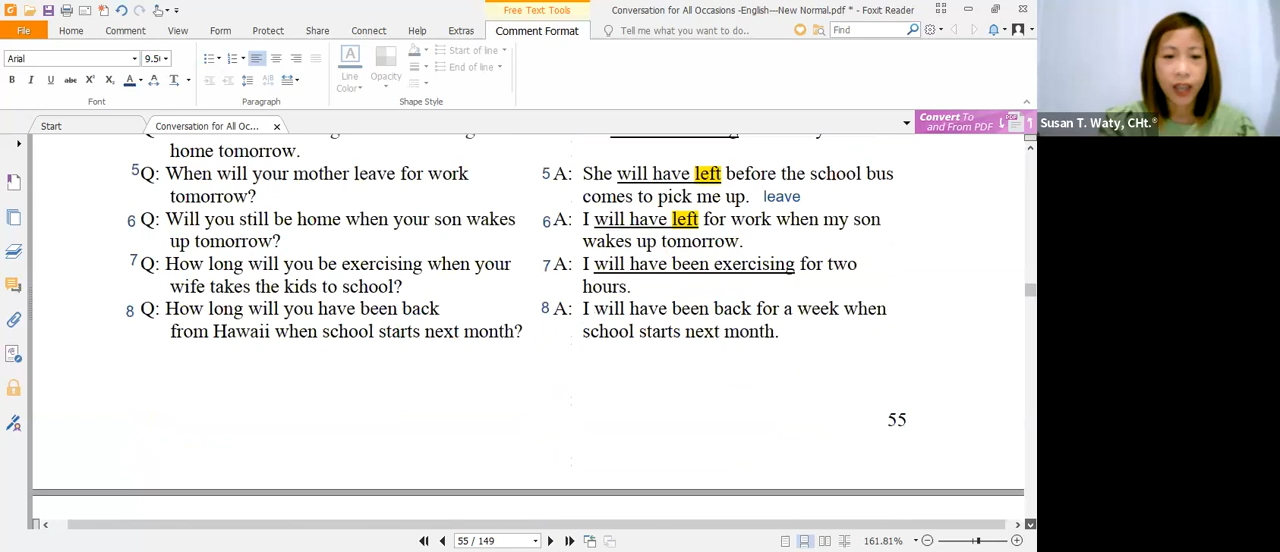 Free Text Tools
Conversation for All Occasions -English---New Normal.pdf * - Foxit Reader
File Home Comment View Form Protect Share Connect Help Extras Comment Format Tell me what you want to do.. Find
Arial 9.5 Start of line
End of line
Line Color Opacity
B I U abc X² X₂ A A T
Font Paragraph Shape Style
Start Conversation for All Occ... Convert To and From PDF
Susan T. Waty, CHt.®
home tomorrow.
5 Q: When will your mother leave for work
tomorrow?
6 Q: Will you still be home when your son wakes
up tomorrow?
7 Q: How long will you be exercising when your
wife takes the kids to school?
8 Q: How long will you have been back
from Hawaii when school starts next month?
5 A: She will have left before the school bus
comes to pick me up. leave
6 A: I will have left for work when my son
wakes up tomorrow.
7 A: I will have been exercising for two
hours.
8 A: I will have been back for a week when
school starts next month.
55
55 / 149 161.81%